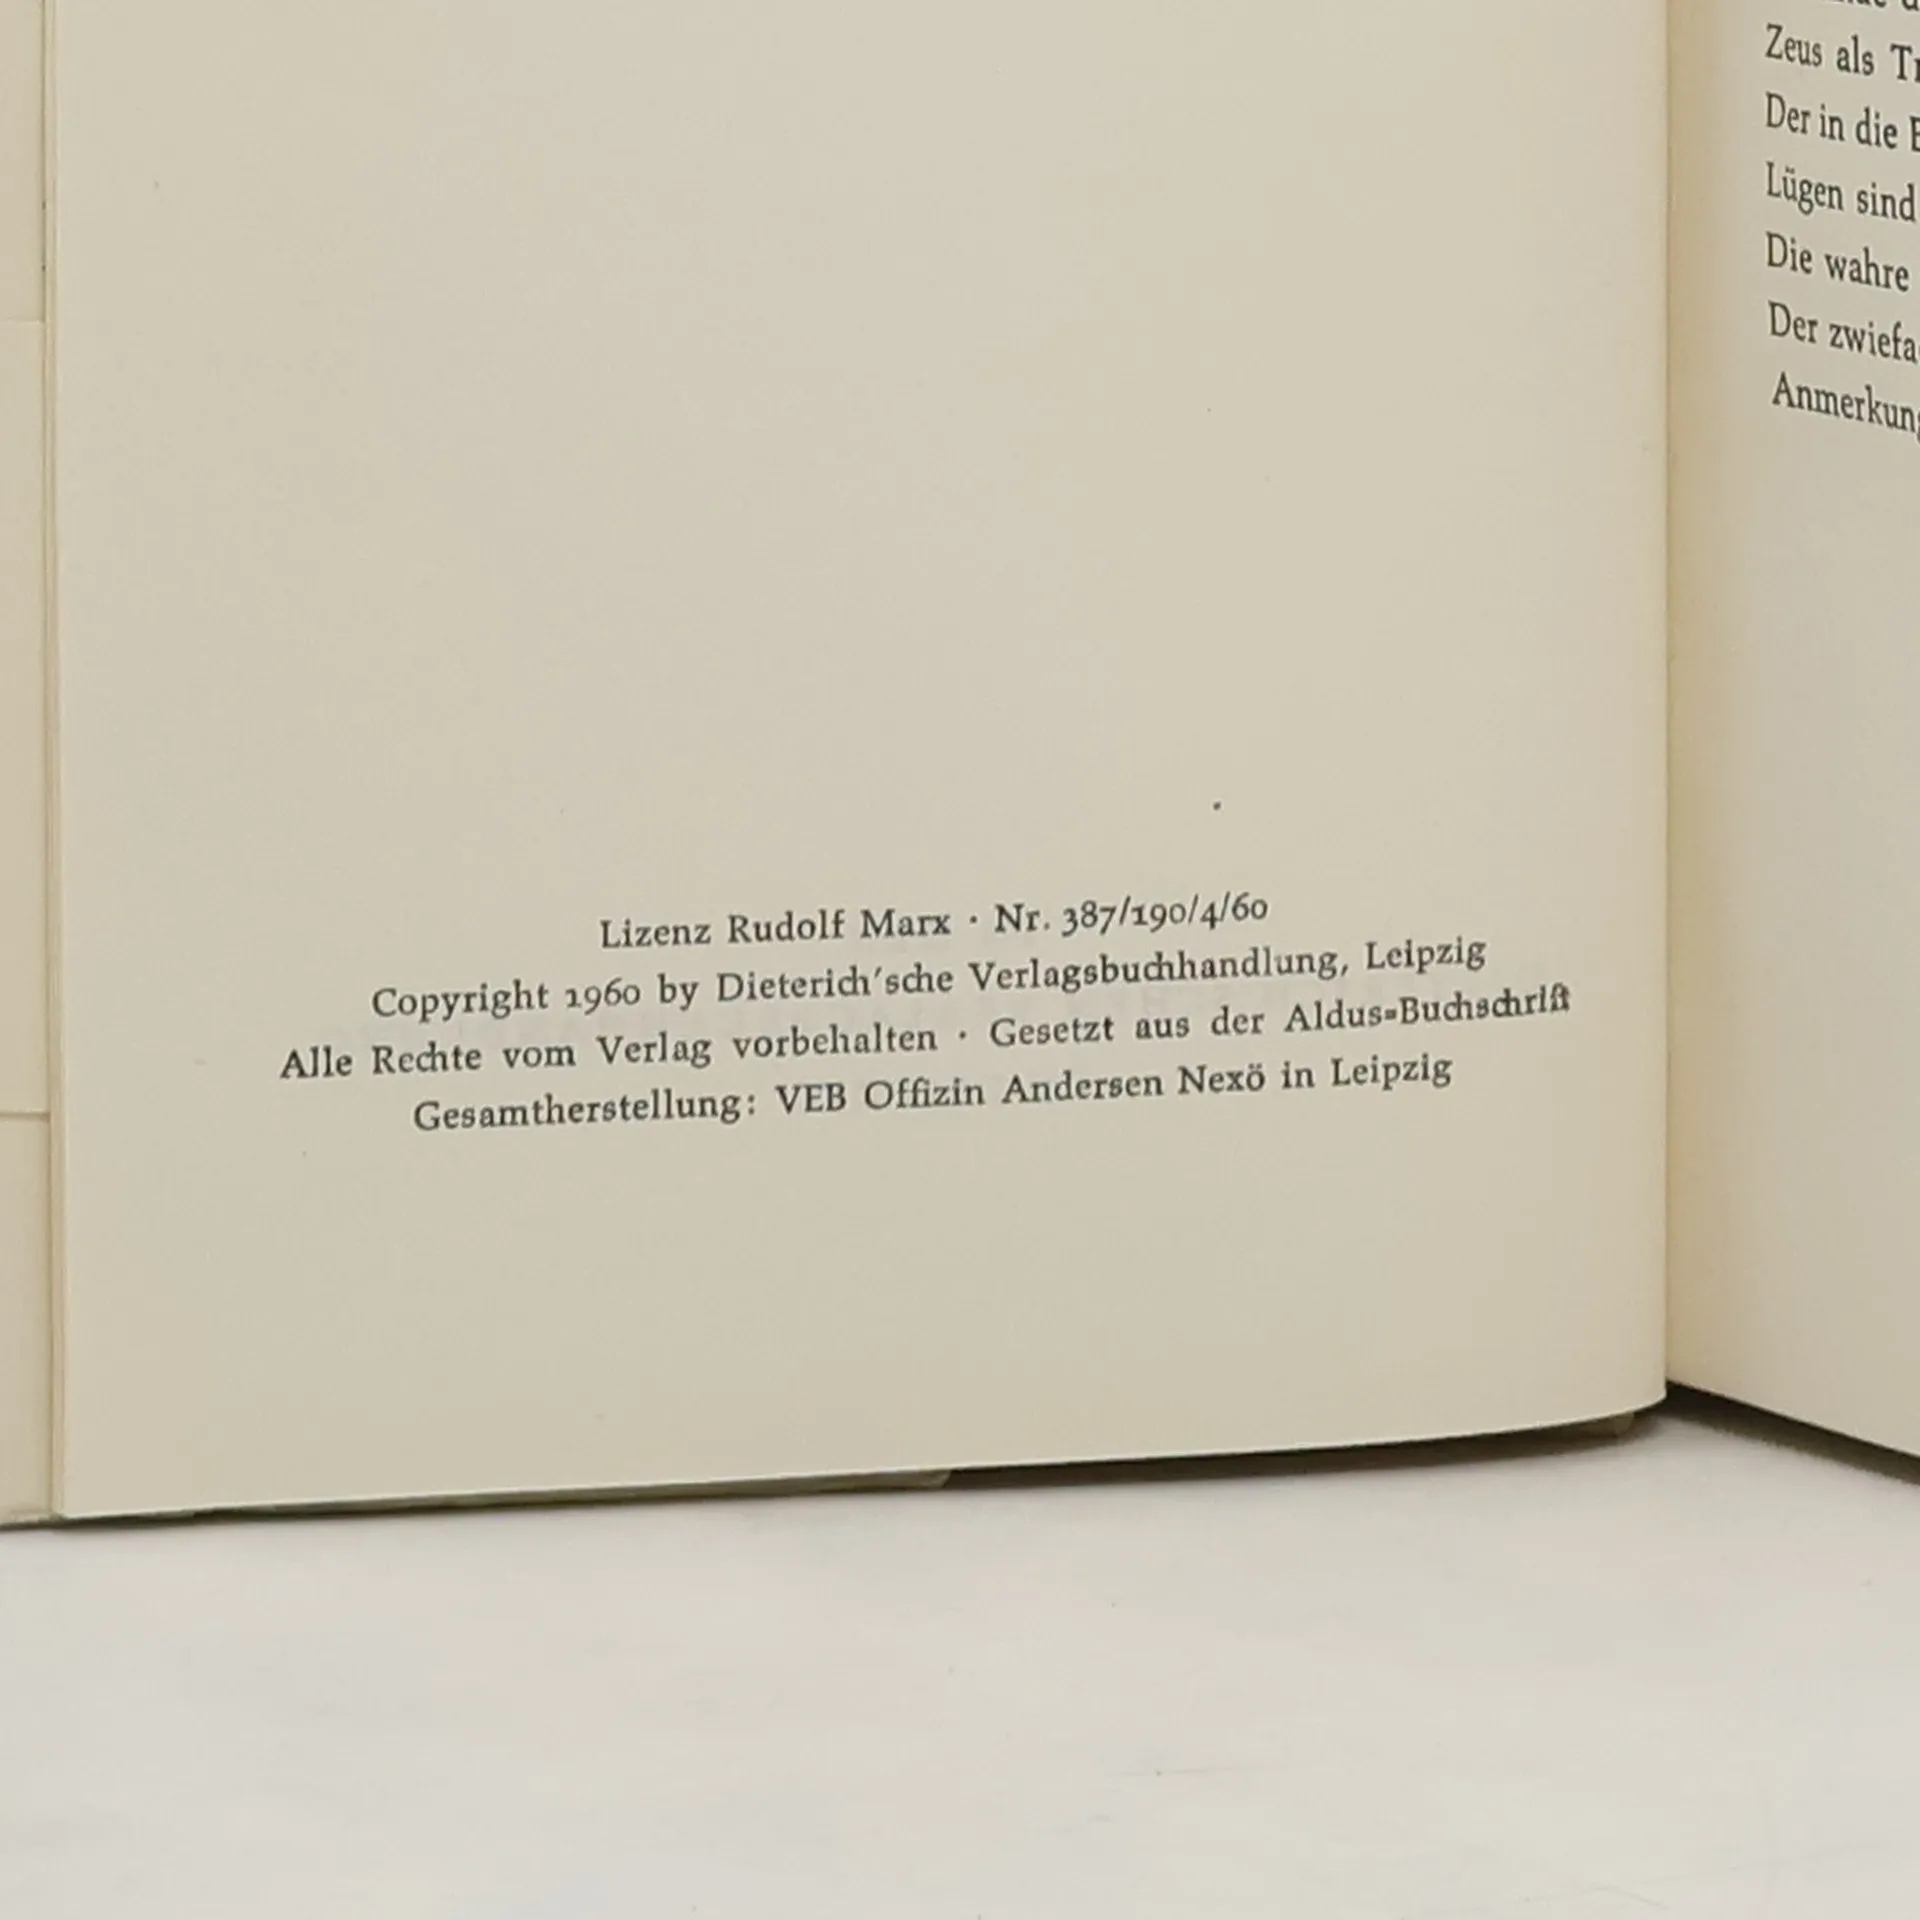 Lizenz Rudolf Marx · Nr. 387/190/4/60
Copyright 1960 by Dieterich'sche Verlagsbuchhandlung, Leipzig
Alle Rechte vom Verlag vorbehalten · Gesetzt aus der Aldus-Buchschrift
Gesamtherstellung: VEB Offizin Andersen Nexö in Leipzig
Zeus als
Der in die
Lügen sind
Die wahre
Der